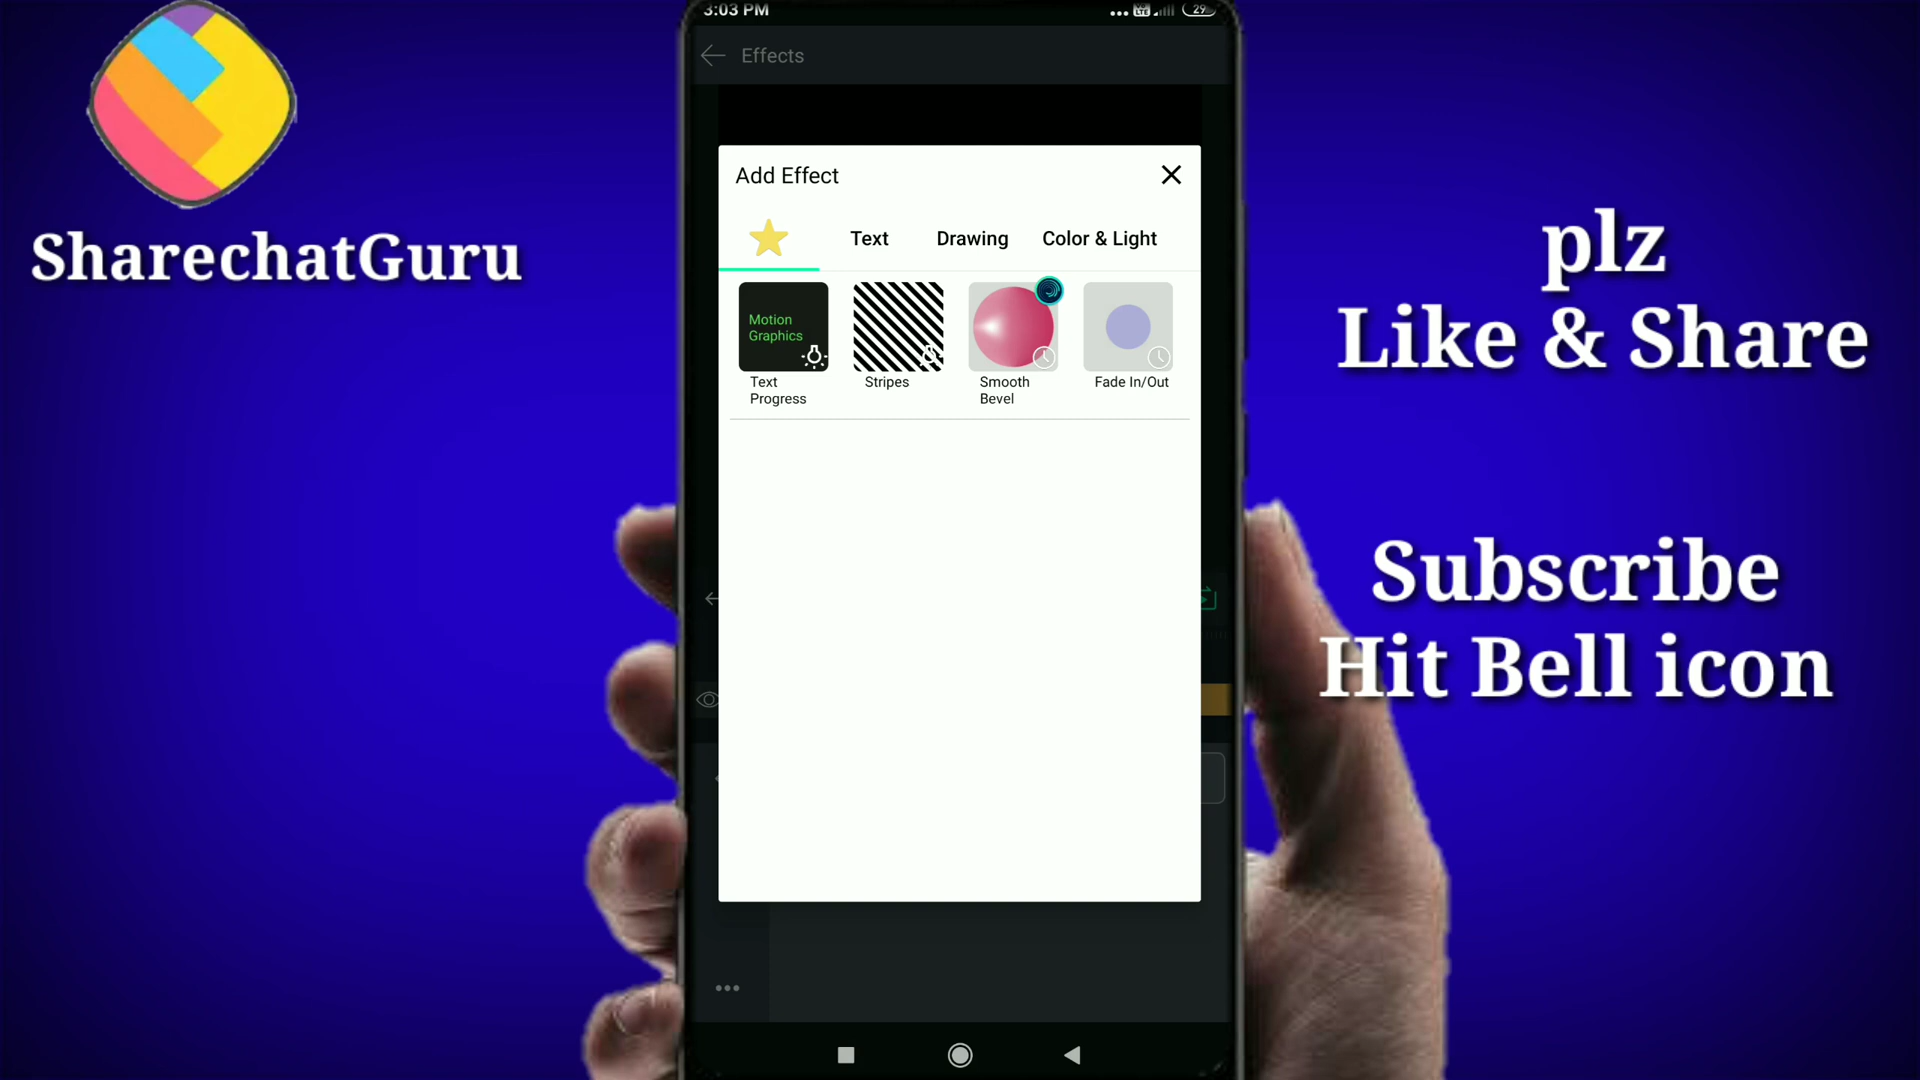 3:03 PM
29
Effects
Add Effect
Text
Drawing
Color & Light
Motion
Graphics
Text
Progress
Stripes
Smooth
Bevel
Fade In/Out
SharechatGuru
plz
Like & Share
Subscribe
Hit Bell icon